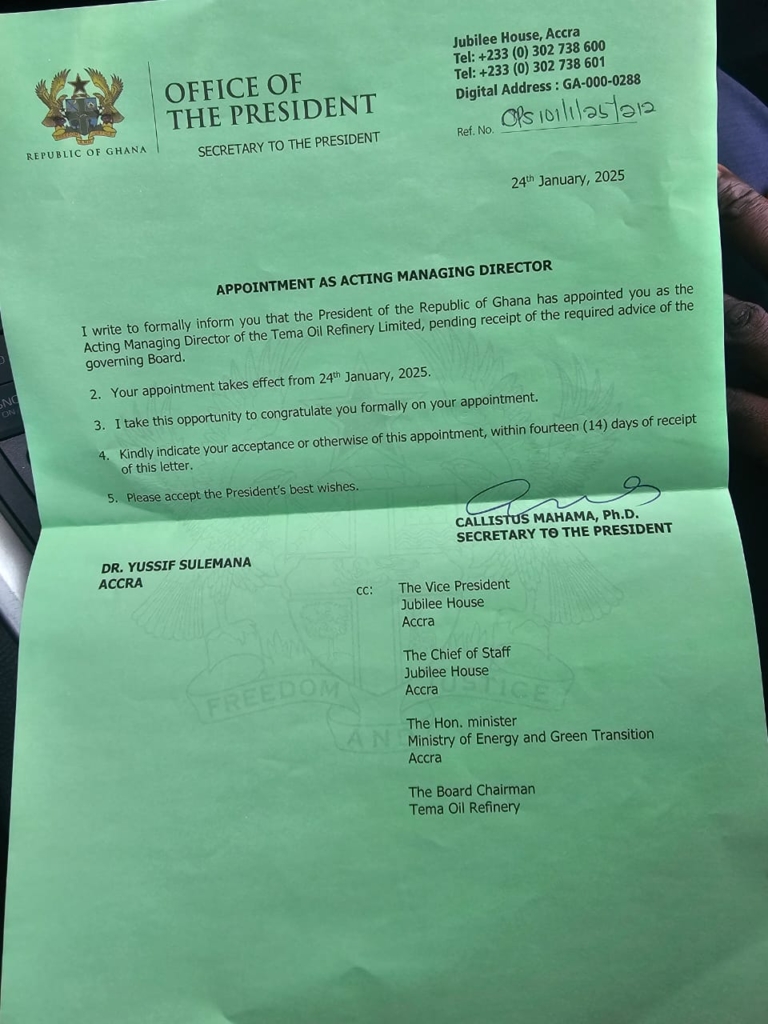 Jubilee House, Accra
Tel: +233 (0) 302 738 600
Tel: +233 (0) 302 738 601
Digital Address : GA-000-0288
Ref. No. OPS101/1/25/212
REPUBLIC OF GHANA
OFFICE OF
THE PRESIDENT
SECRETARY TO THE PRESIDENT
24th January, 2025
APPOINTMENT AS ACTING MANAGING DIRECTOR
I write to formally inform you that the President of the Republic of Ghana has appointed you as the
Acting Managing Director of the Tema Oil Refinery Limited, pending receipt of the required advice of the
governing Board.
2. Your appointment takes effect from 24th January, 2025.
3. I take this opportunity to congratulate you formally on your appointment.
4. Kindly indicate your acceptance or otherwise of this appointment, within fourteen (14) days of receipt
of this letter.
5. Please accept the President's best wishes.
CALLISTUS MAHAMA, Ph.D.
SECRETARY TO THE PRESIDENT
DR. YUSSIF SULEMANA
ACCRA
cc: The Vice President
Jubilee House
Accra
The Chief of Staff
Jubilee House
Accra
The Hon. minister
Ministry of Energy and Green Transition
Accra
The Board Chairman
Tema Oil Refinery
FREEDOM AND JUSTICE